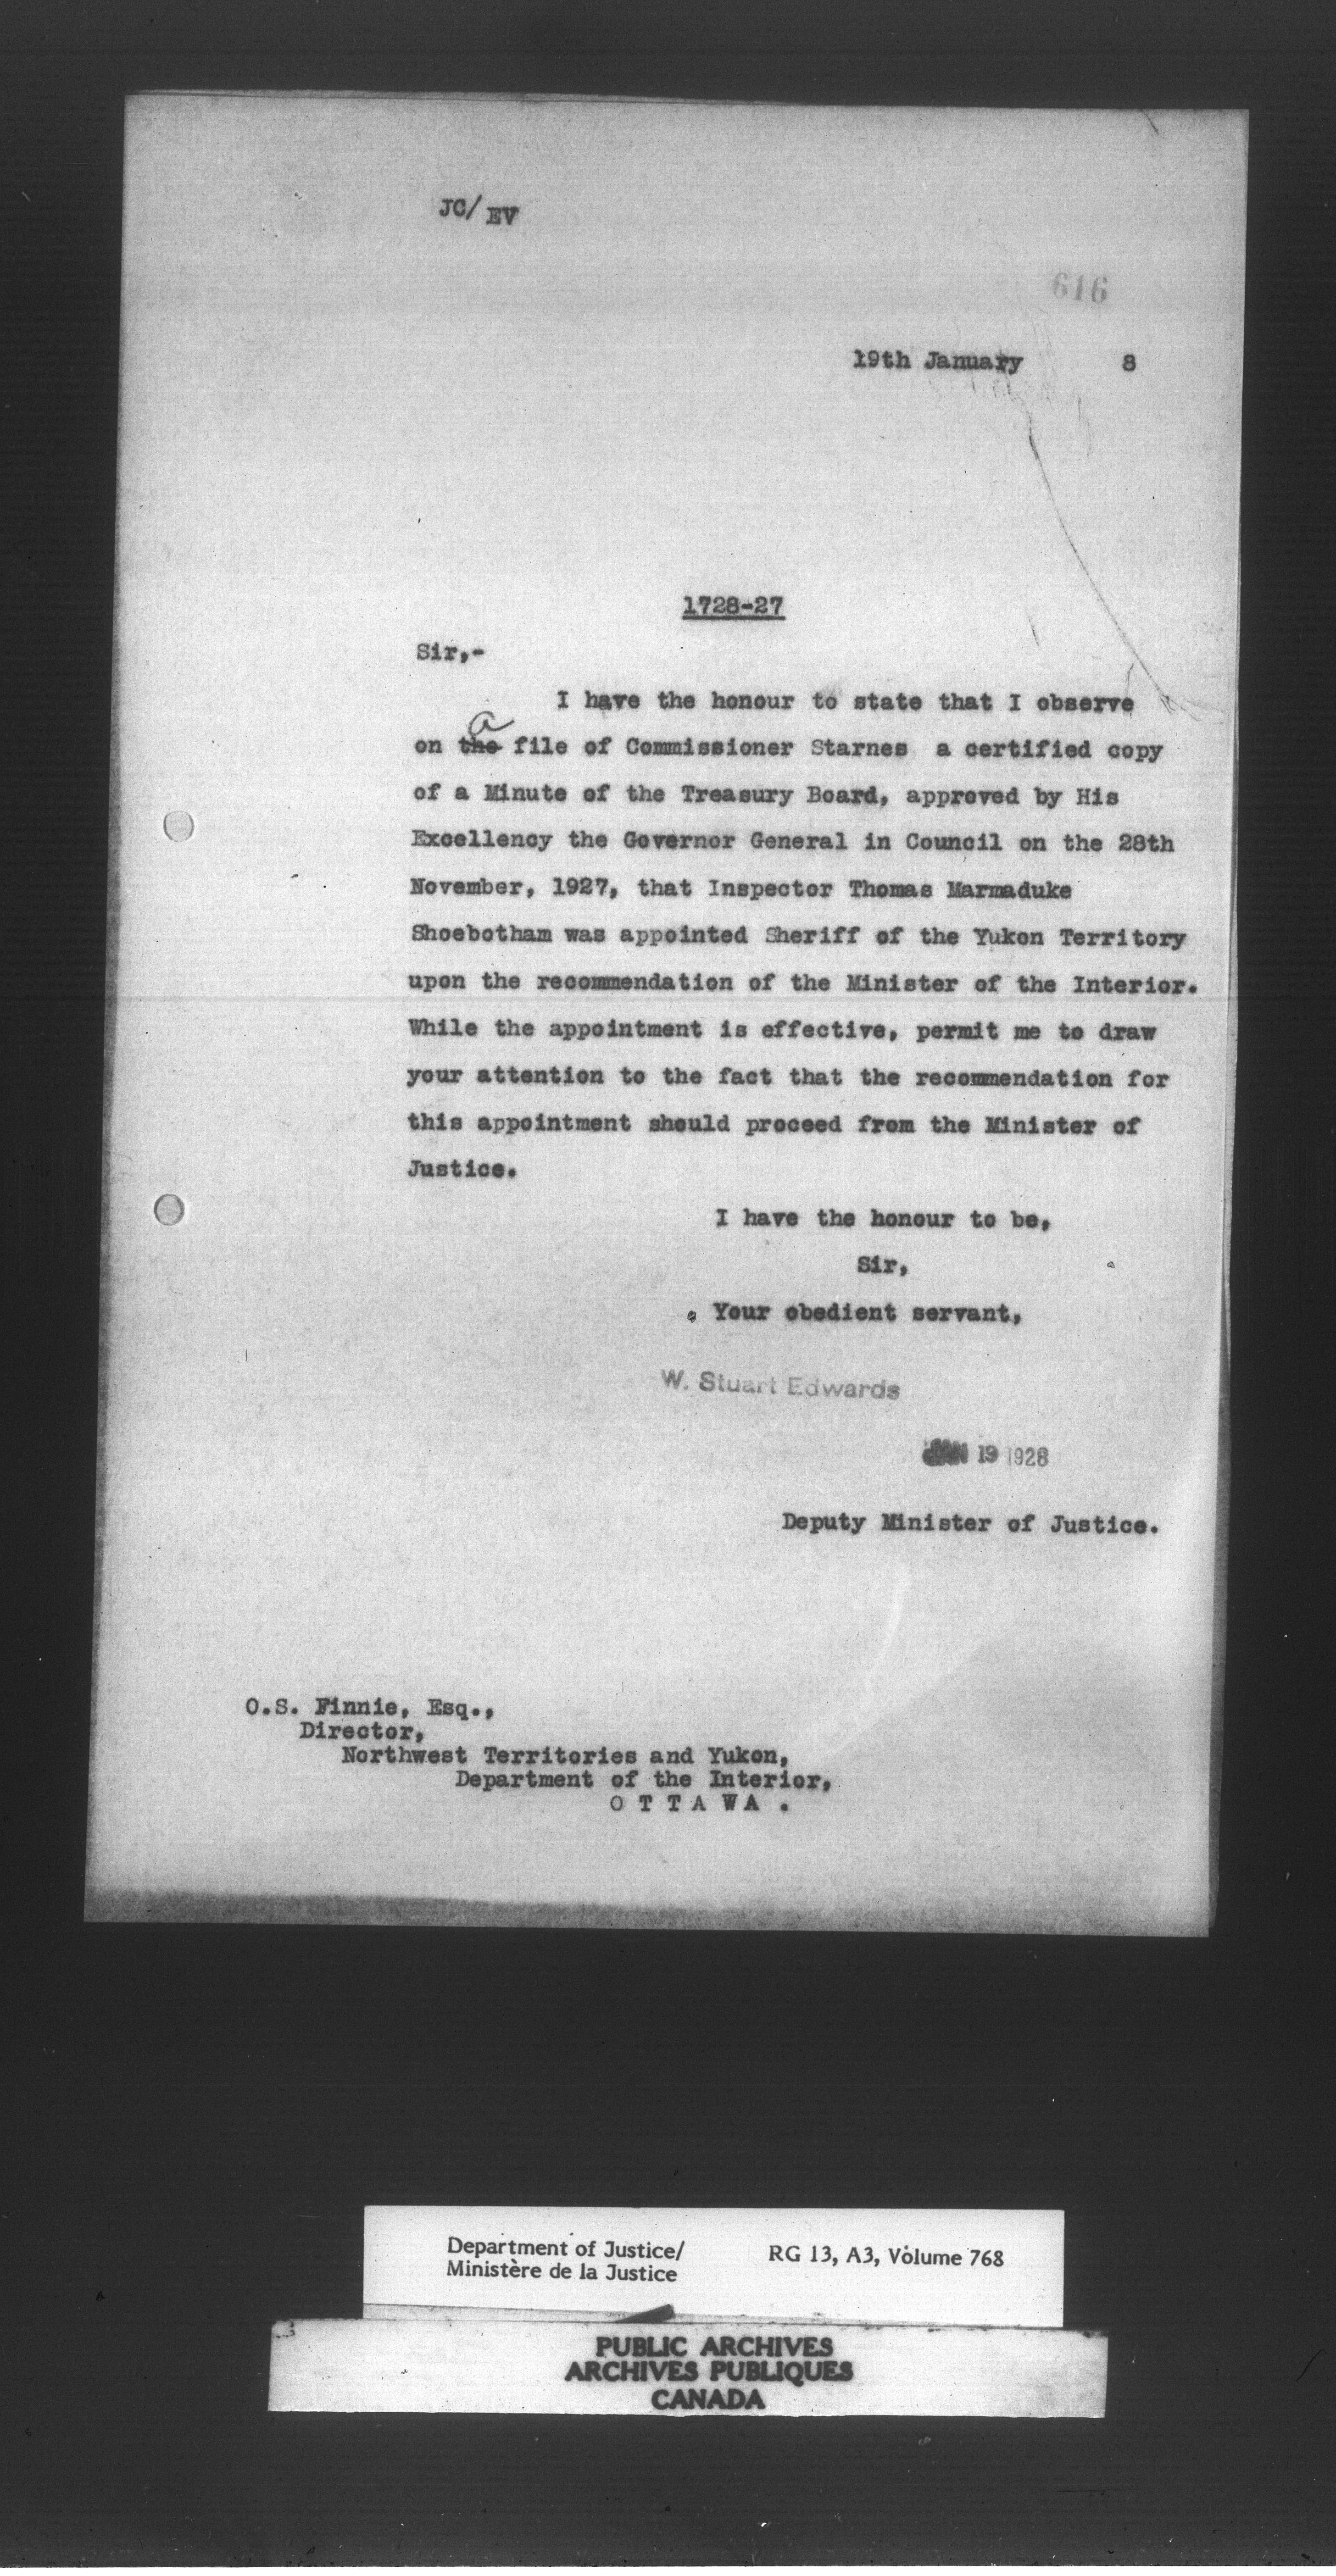 JC/EV
616
19th January 8
1728-27
Sir,-
I have the honour to state that I observe
a
on the file of Commissioner Starnes a certified copy
of a Minute of the Treasury Board, approved by His
Excellency the Governor General in Council on the 28th
November, 1927, that Inspector Thomas Marmaduke
Shoebotham was appointed Sheriff of the Yukon Territory
upon the recommendation of the Minister of the Interior.
While the appointment is effective, permit me to draw
your attention to the fact that the recommendation for
this appointment should proceed from the Minister of
Justice.
I have the honour to be,
Sir,
Your obedient servant,
W. Stuart Edwards
JAN 19 1928
Deputy Minister of Justice.
O.S. Finnie, Esq.,
Director,
Northwest Territories and Yukon,
Department of the Interior,
O T T A W A .
Department of Justice/ RG 13, A3, Volume 768
Ministère de la Justice
PUBLIC ARCHIVES
ARCHIVES PUBLIQUES
CANADA